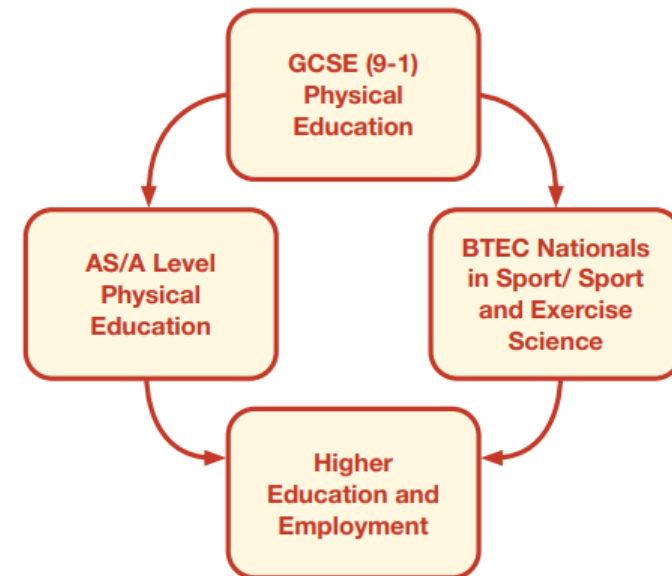 GCSE (9-1)
Physical
Education
AS/A Level
Physical
Education
BTEC Nationals
in Sport/ Sport
and Exercise
Science
Higher
Education and
Employment